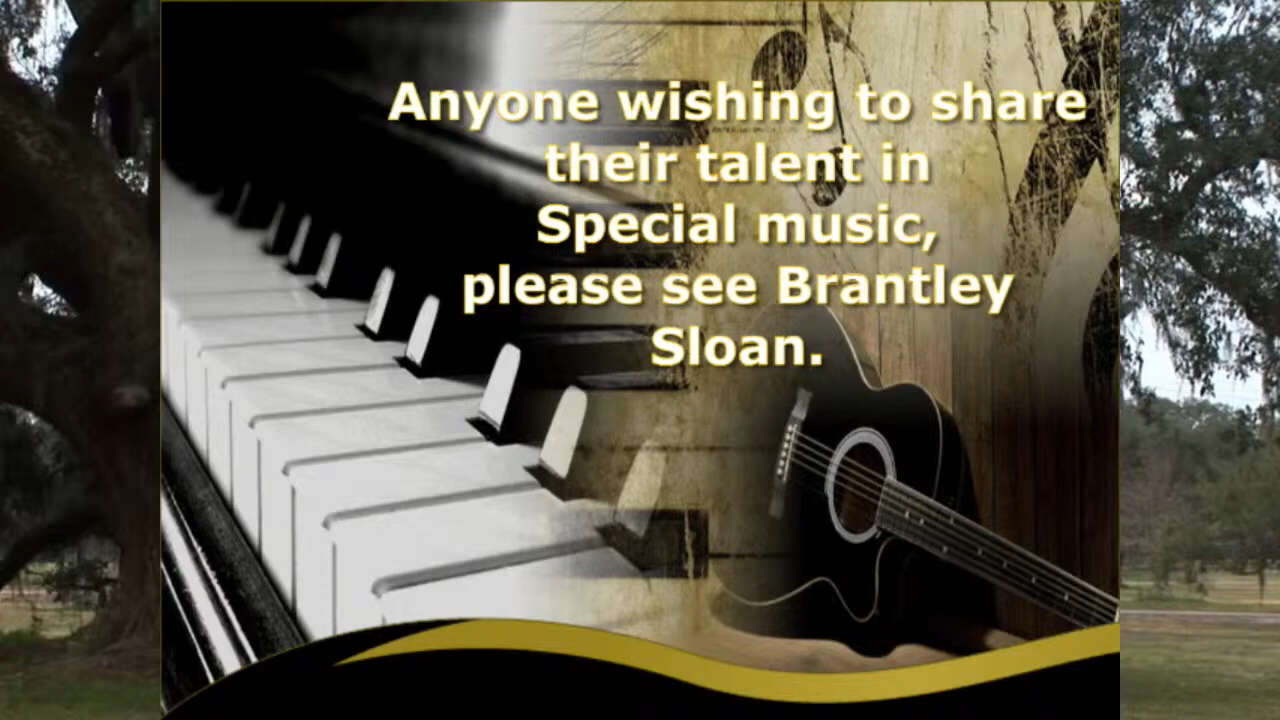 Anyone wishing to share
their talent in
Special music,
please see Brantley
Sloan.